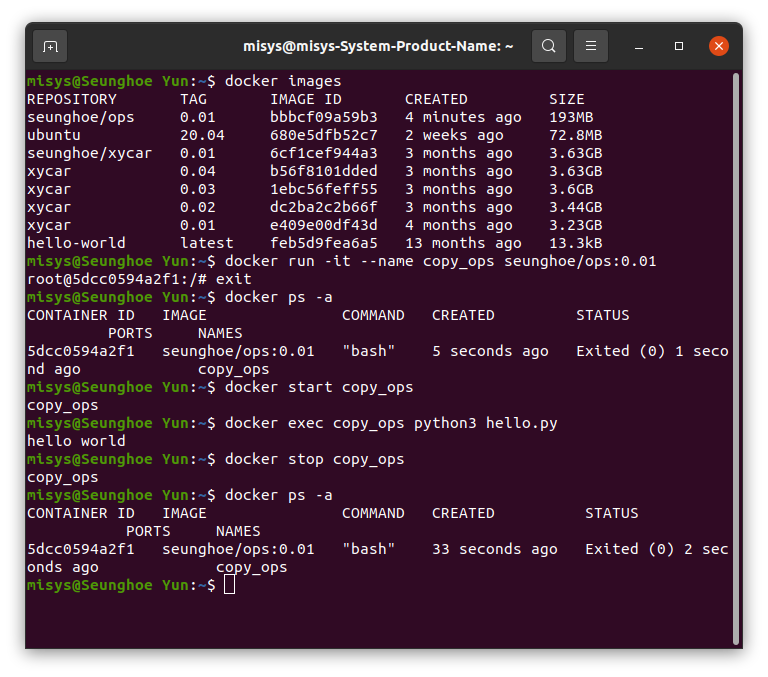 misys@misys-System-Product-Name: ~
misys@Seunghoe Yun:~$ docker images
REPOSITORY TAG IMAGE ID CREATED SIZE
seunghoe/ops 0.01 bbbcf09a59b3 4 minutes ago 193MB
ubuntu 20.04 680e5dfb52c7 2 weeks ago 72.8MB
seunghoe/xycar 0.01 6cf1cef944a3 3 months ago 3.63GB
xycar 0.04 b56f8101dded 3 months ago 3.63GB
xycar 0.03 1ebc56feff55 3 months ago 3.6GB
xycar 0.02 dc2ba2c2b66f 3 months ago 3.44GB
xycar 0.01 e409e00df43d 4 months ago 3.23GB
hello-world latest feb5d9fea6a5 13 months ago 13.3kB
misys@Seunghoe Yun:~$ docker run -it --name copy_ops seunghoe/ops:0.01
root@5dcc0594a2f1:/# exit
misys@Seunghoe Yun:~$ docker ps -a
CONTAINER ID IMAGE COMMAND CREATED STATUS
PORTS NAMES
5dcc0594a2f1 seunghoe/ops:0.01 "bash" 5 seconds ago Exited (0) 1 seco
nd ago copy_ops
misys@Seunghoe Yun:~$ docker start copy_ops
copy_ops
misys@Seunghoe Yun:~$ docker exec copy_ops python3 hello.py
hello world
misys@Seunghoe Yun:~$ docker stop copy_ops
copy_ops
misys@Seunghoe Yun:~$ docker ps -a
CONTAINER ID IMAGE COMMAND CREATED STATUS
PORTS NAMES
5dcc0594a2f1 seunghoe/ops:0.01 "bash" 33 seconds ago Exited (0) 2 sec
onds ago copy_ops
misys@Seunghoe Yun:~$